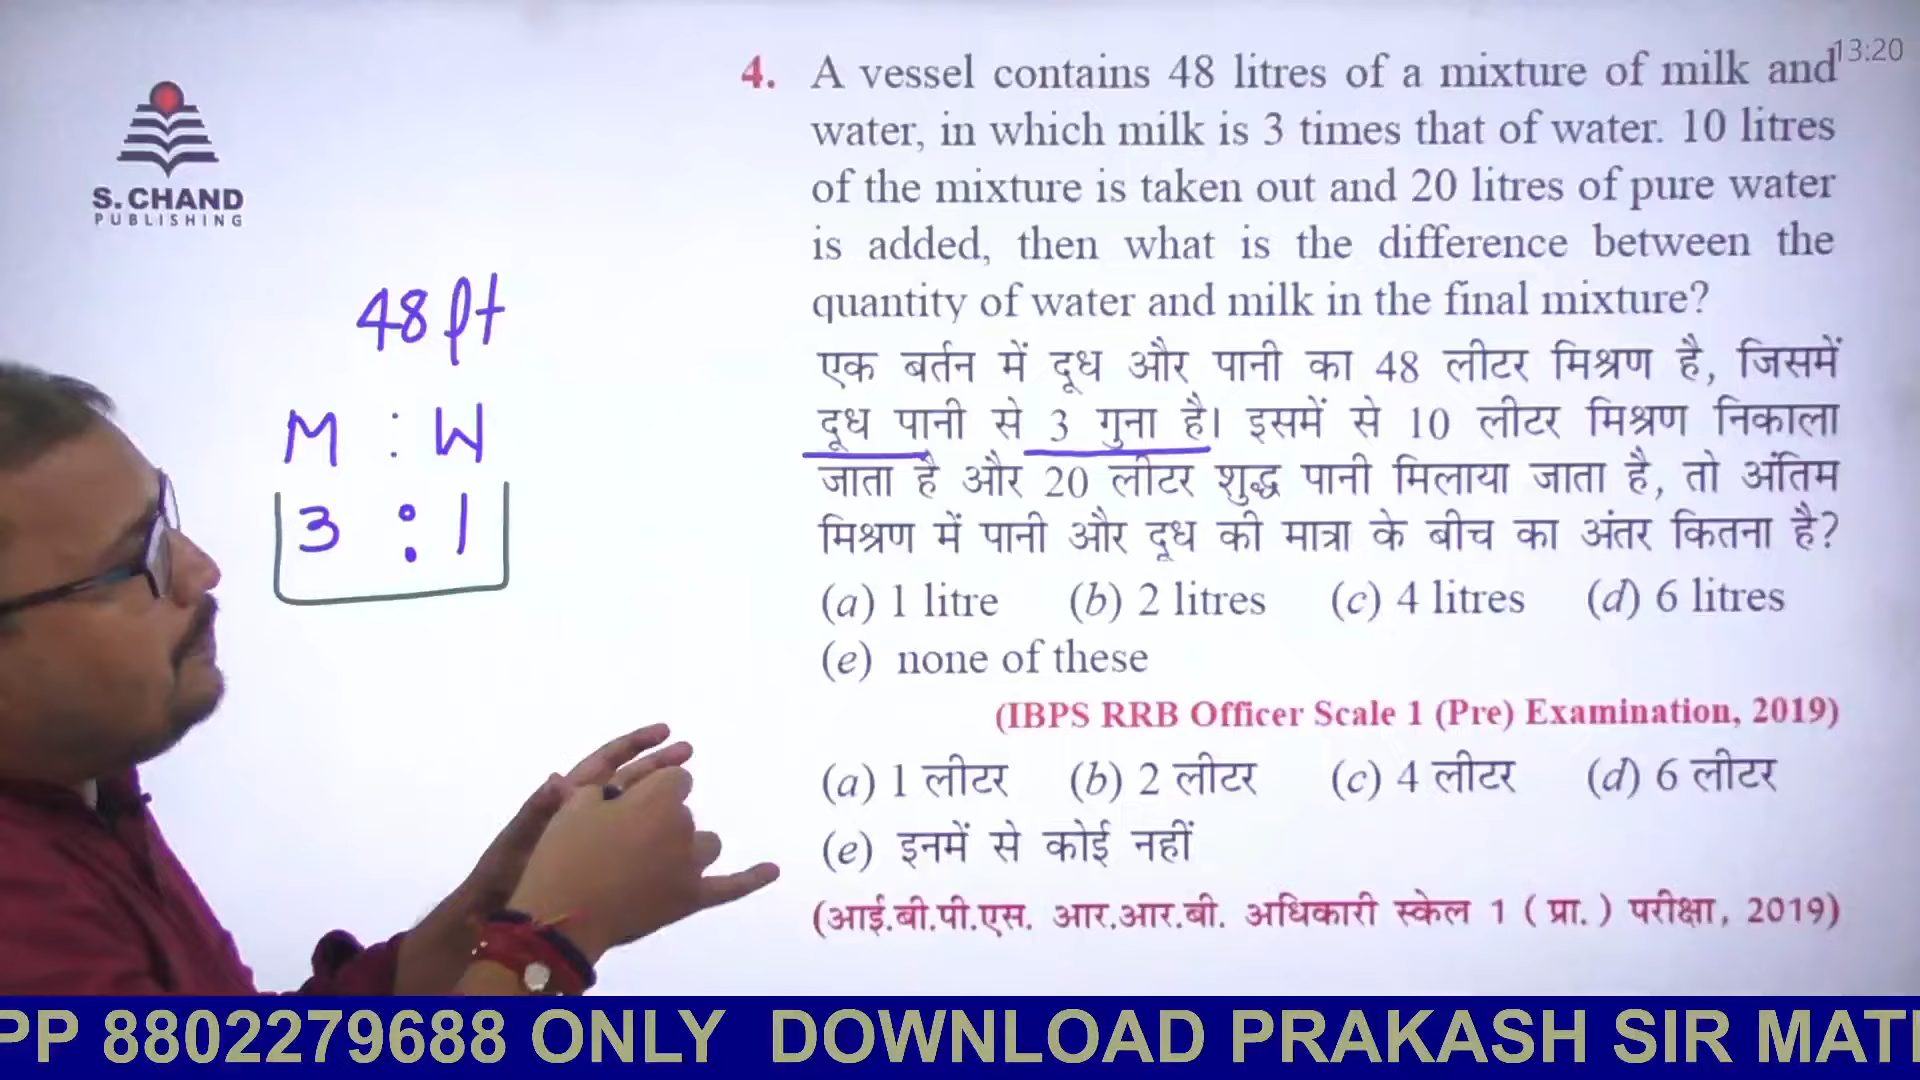 S. CHAND
PUBLISHING
13:20
4. A vessel contains 48 litres of a mixture of milk and
water, in which milk is 3 times that of water. 10 litres
of the mixture is taken out and 20 litres of pure water
is added, then what is the difference between the
quantity of water and milk in the final mixture?
एक बर्तन में दूध और पानी का 48 लीटर मिश्रण है, जिसमें
दूध पानी से 3 गुना है। इसमें से 10 लीटर मिश्रण निकाला
जाता है और 20 लीटर शुद्ध पानी मिलाया जाता है, तो अंतिम
मिश्रण में पानी और दूध की मात्रा के बीच का अंतर कितना है?
(a) 1 litre (b) 2 litres (c) 4 litres (d) 6 litres
(e) none of these
(IBPS RRB Officer Scale 1 (Pre) Examination, 2019)
(a) 1 लीटर (b) 2 लीटर (c) 4 लीटर (d) 6 लीटर
(e) इनमें से कोई नहीं
(आई.बी.पी.एस. आर.आर.बी. अधिकारी स्केल 1 ( प्रा. ) परीक्षा, 2019)
48 lt
M : W
3 : 1
PP 8802279688 ONLY DOWNLOAD PRAKASH SIR MAT